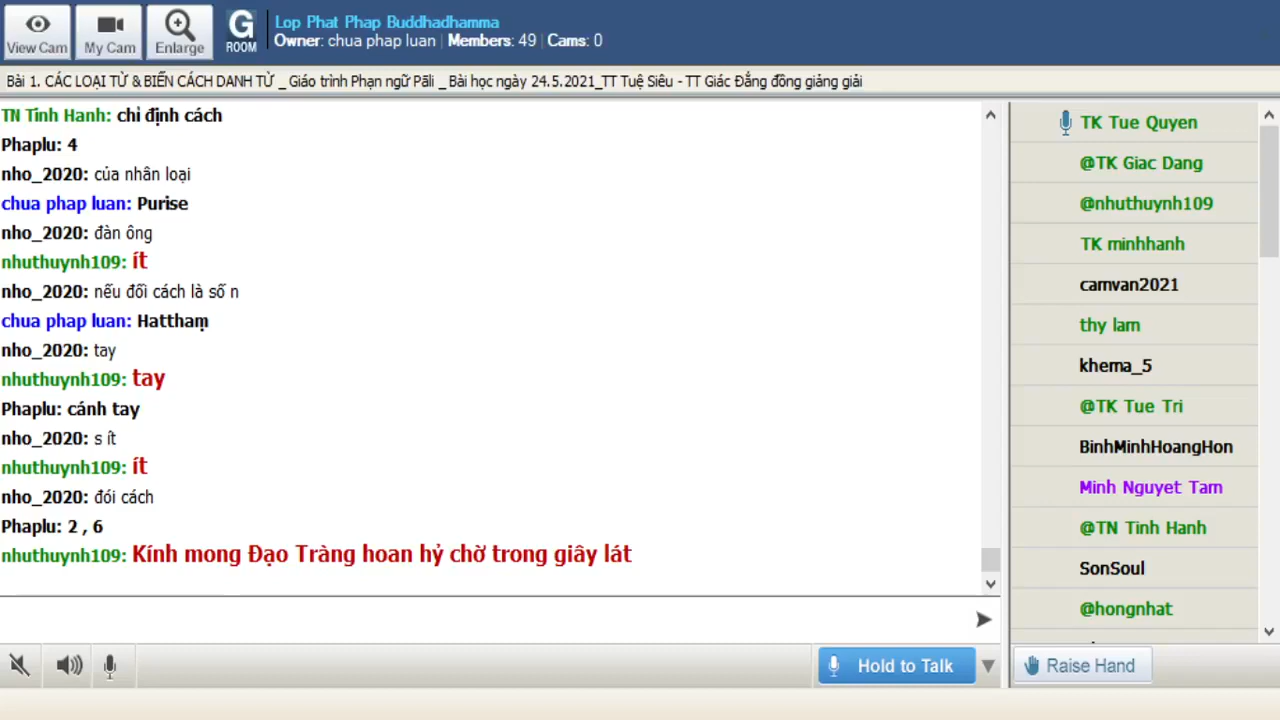 View Cam
My Cam
Enlarge
G
ROOM
Lop Phat Phap Buddhadhamma
Owner: chua phap luan | Members: 49 | Cams: 0
Bài 1. CÁC LOẠI TỪ & BIẾN CÁCH DANH TỪ _ Giáo trình Phạn ngữ Pāli _ Bài học ngày 24.5.2021_TT Tuệ Siêu - TT Giác Đẳng đồng giảng giải
TN Tinh Hanh: chỉ định cách
Phaplu: 4
nho_2020: của nhân loại
chua phap luan: Purise
nho_2020: đàn ông
nhuthuynh109: ít
nho_2020: nếu đổi cách là số n
chua phap luan: Hatthaṃ
nho_2020: tay
nhuthuynh109: tay
Phaplu: cánh tay
nho_2020: s ít
nhuthuynh109: ít
nho_2020: đói cách
Phaplu: 2 , 6
nhuthuynh109: Kính mong Đạo Tràng hoan hỷ chờ trong giây lát
TK Tue Quyen
@TK Giac Dang
@nhuthuynh109
TK minhhanh
camvan2021
thy lam
khema_5
@TK Tue Tri
BinhMinhHoangHon
Minh Nguyet Tam
@TN Tinh Hanh
SonSoul
@hongnhat
Hold to Talk
Raise Hand